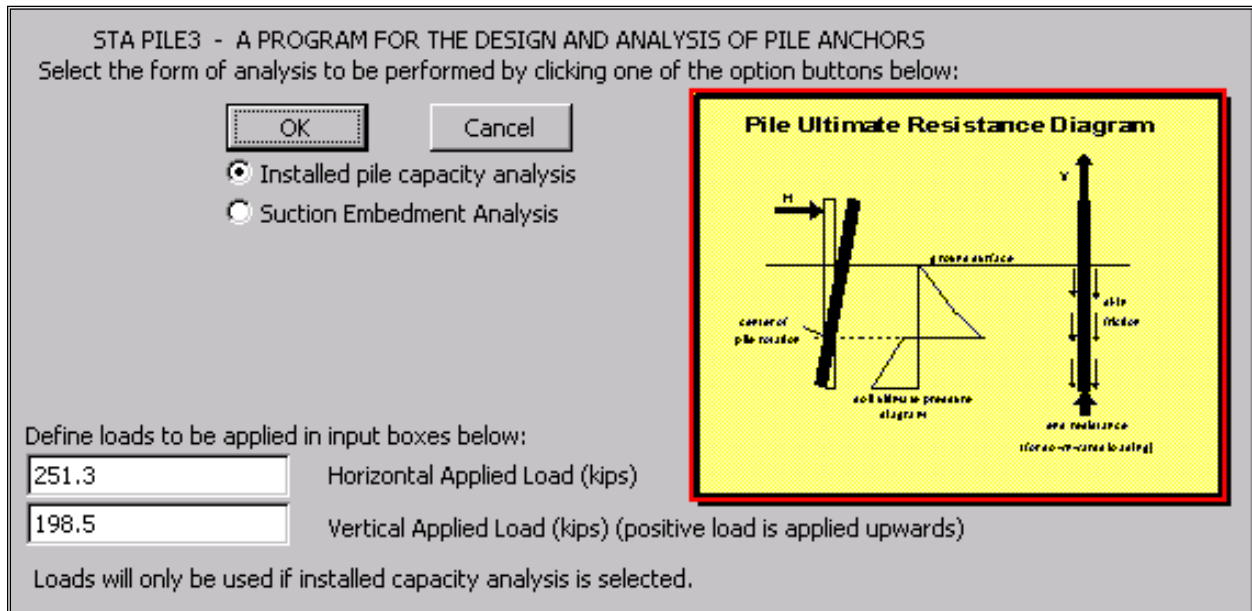 STA PILE3 - A PROGRAM FOR THE DESIGN AND ANALYSIS OF PILE ANCHORS
Select the form of analysis to be performed by clicking one of the option buttons below:
OK
Cancel
Installed pile capacity analysis
Suction Embedment Analysis
Pile Ultimate Resistance Diagram
H
V
ground surface
center of
pile rotation
skin
friction
soil ultimate pressure
diagram
end resistance
Define loads to be applied in input boxes below:
251.3
Horizontal Applied Load (kips)
198.5
Vertical Applied Load (kips) (positive load is applied upwards)
Loads will only be used if installed capacity analysis is selected.